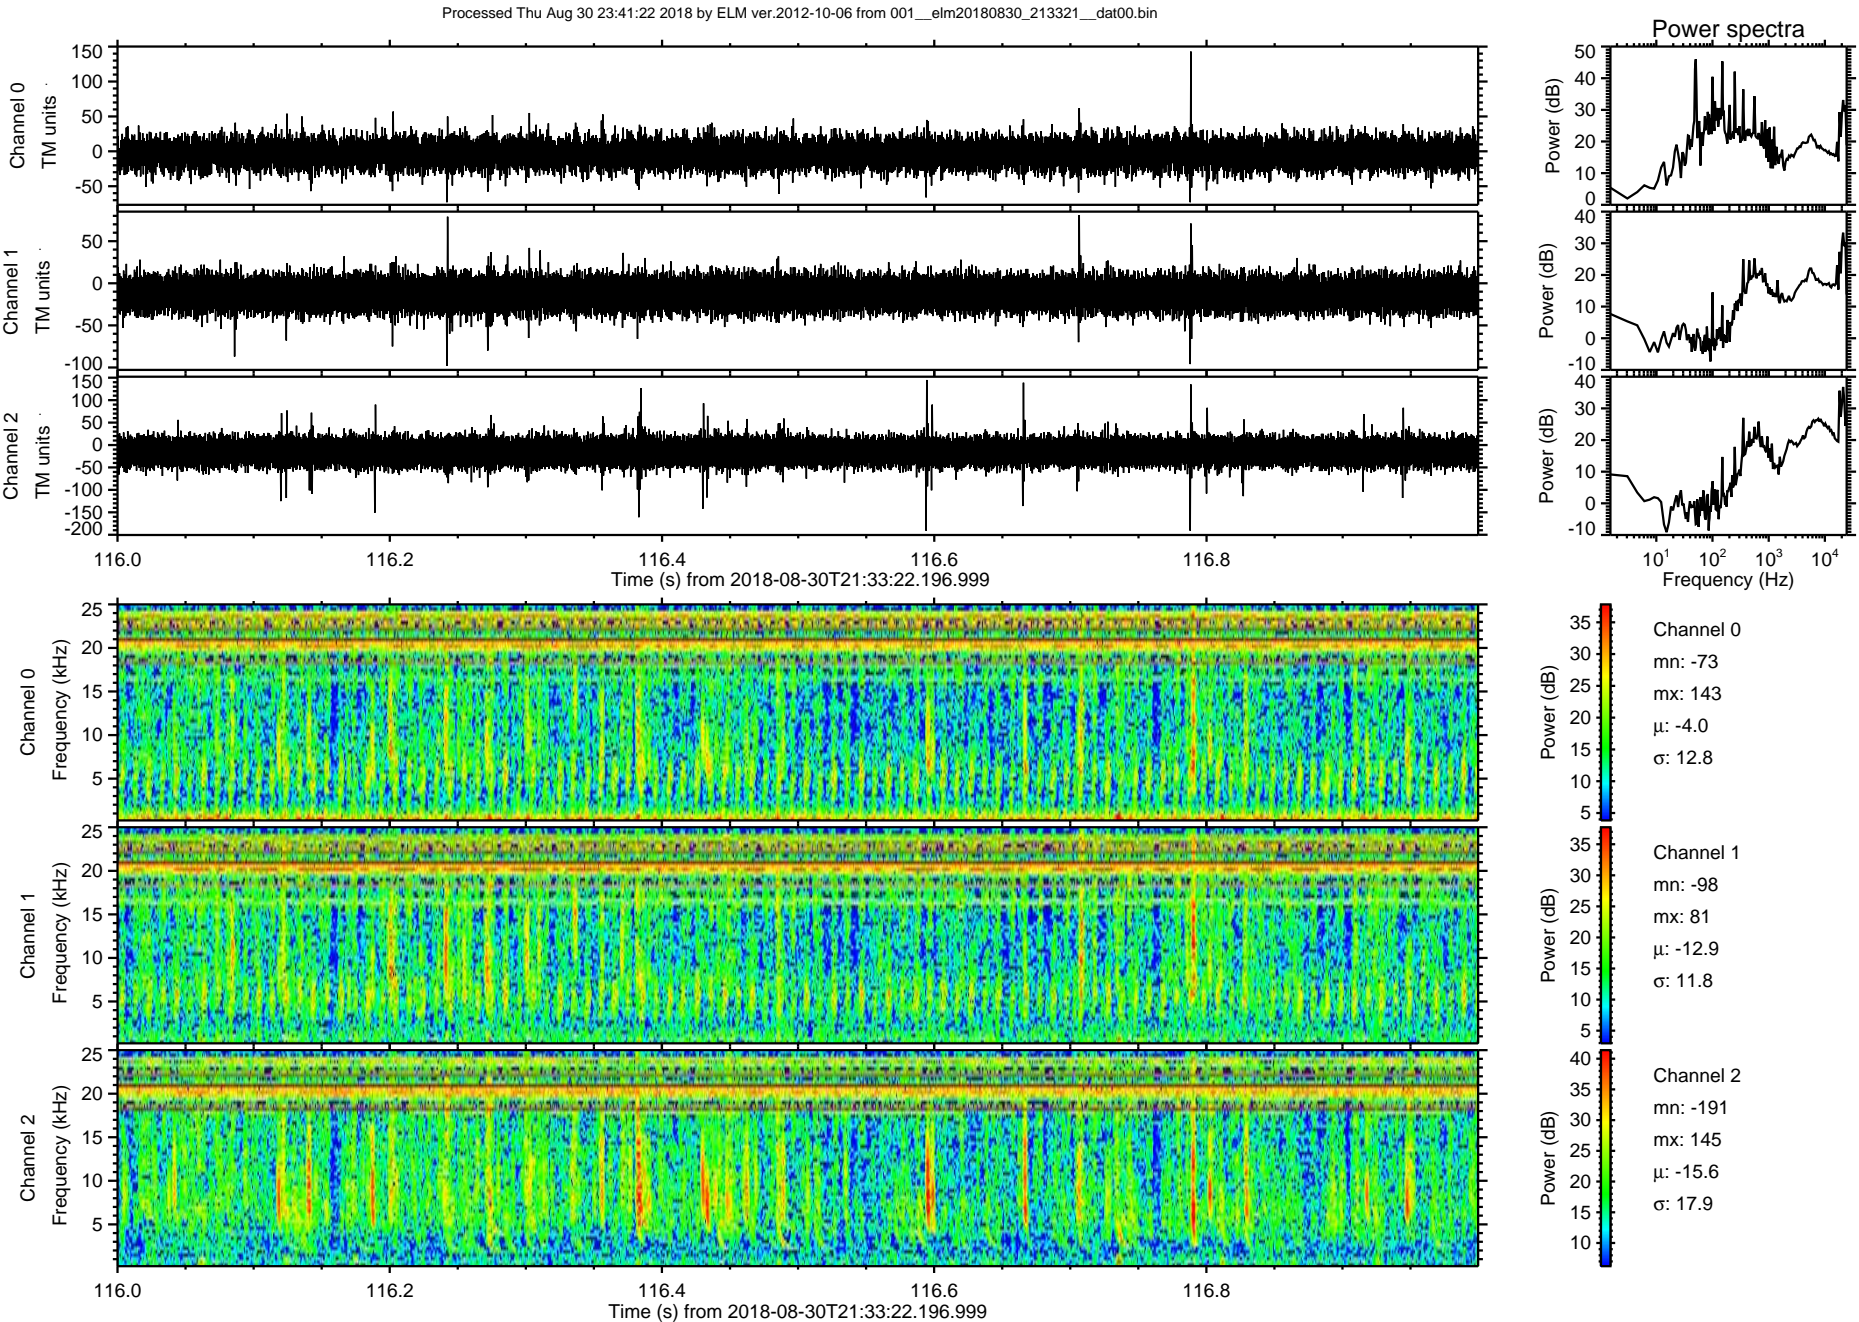 Processed Thu Aug 30 23:41:22 2018 by ELM ver.2012-10-06 from 001__elm20180830_213321__dat00.bin
Power spectra
Channel 0
TM units
150
100
50
0
-50
Power (dB)
50
40
30
20
10
0
Channel 1
TM units
50
0
-50
-100
Power (dB)
40
30
20
10
0
-10
Channel 2
TM units
150
100
50
0
-50
-100
-150
-200
Power (dB)
40
30
20
10
0
-10
116.0 116.2 116.4 116.6 116.8
Time (s) from 2018-08-30T21:33:22.196.999
10¹ 10² 10³ 10⁴
Frequency (Hz)
Channel 0
Frequency (kHz)
25
20
15
10
5
Power (dB)
35
30
25
20
15
10
5
Channel 0
mn: -73
mx: 143
μ: -4.0
σ: 12.8
Channel 1
Frequency (kHz)
25
20
15
10
5
Power (dB)
35
30
25
20
15
10
5
Channel 1
mn: -98
mx: 81
μ: -12.9
σ: 11.8
Channel 2
Frequency (kHz)
25
20
15
10
5
Power (dB)
40
35
30
25
20
15
10
Channel 2
mn: -191
mx: 145
μ: -15.6
σ: 17.9
116.0 116.2 116.4 116.6 116.8
Time (s) from 2018-08-30T21:33:22.196.999